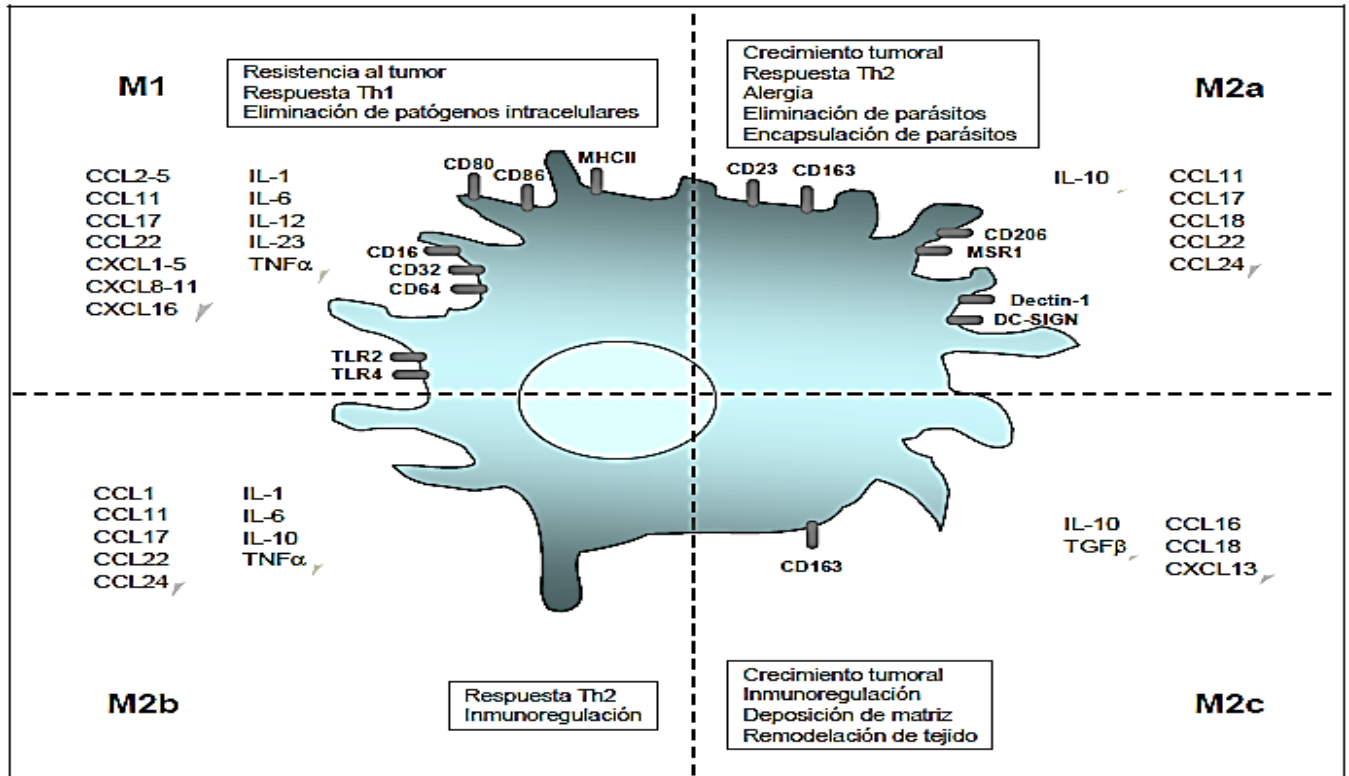 M1
Resistencia al tumor
Respuesta Th1
Eliminación de patógenos intracelulares
CCL2-5
CCL11
CCL17
CCL22
CXCL1-5
CXCL8-11
CXCL16
IL-1
IL-6
IL-12
IL-23
TNFα
CD80
CD86
MHCII
CD16
CD32
CD64
TLR2
TLR4
Crecimiento tumoral
Respuesta Th2
Alergia
Eliminación de parásitos
Encapsulación de parásitos
M2a
CD23
CD163
CD206
MSR1
Dectin-1
DC-SIGN
IL-10
CCL11
CCL17
CCL18
CCL22
CCL24
CCL1
CCL11
CCL17
CCL22
CCL24
IL-1
IL-6
IL-10
TNFα
M2b
Respuesta Th2
Inmunoregulación
CD163
IL-10
TGFβ
CCL16
CCL18
CXCL13
Crecimiento tumoral
Inmunoregulación
Deposición de matriz
Remodelación de tejido
M2c